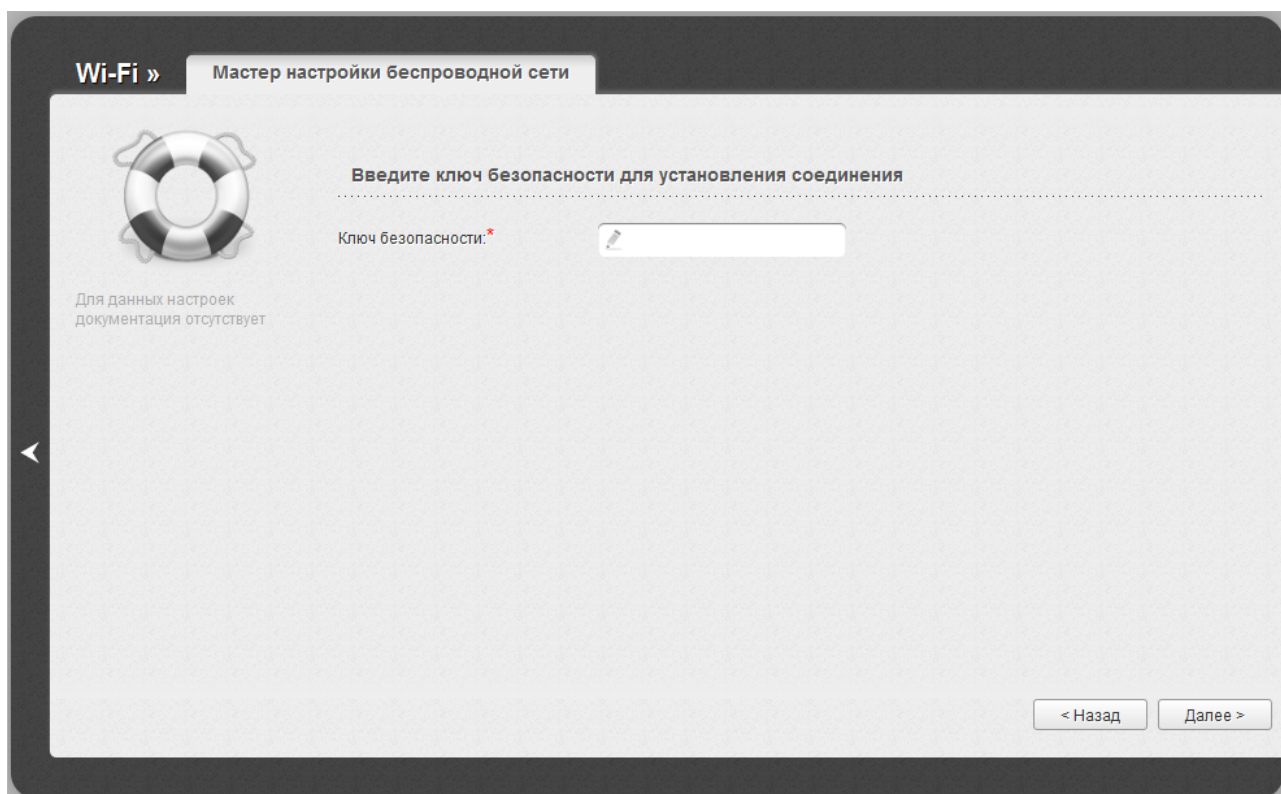 Wi-Fi » Мастер настройки беспроводной сети
Введите ключ безопасности для установления соединения
Ключ безопасности:*
Для данных настроек
документация отсутствует
< Назад Далее >